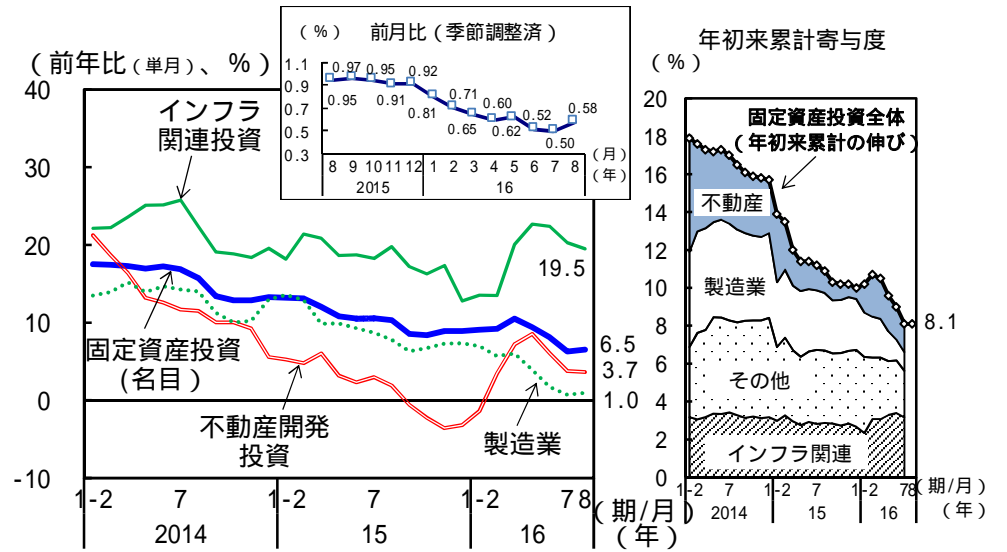 （前年比（単月）、％）
40
30
20
10
0
-10
インフラ
関連投資
固定資産投資
（名目）
不動産開発
投資
製造業
19.5
6.5
3.7
1.0
1-2 7 1-2 7 1-2 7 8 （期/月）
2014 15 16 （年）
（％） 前月比（季節調整済）
1.1
0.9
0.7
0.5
0.3
0.97 0.95 0.92
0.95 0.91 0.81
0.71 0.60 0.52 0.58
0.65 0.62 0.50
8 9 10 11 12 1 2 3 4 5 6 7 8 （月）
2015 16 （年）
年初来累計寄与度
（％）
20
18
16
14
12
10
8
6
4
2
0
固定資産投資全体
（年初来累計の伸び）
不動産
製造業
その他
インフラ関連
8.1
1-2 7 1-2 7 1-2 78 （期/月）
2014 15 16 （年）